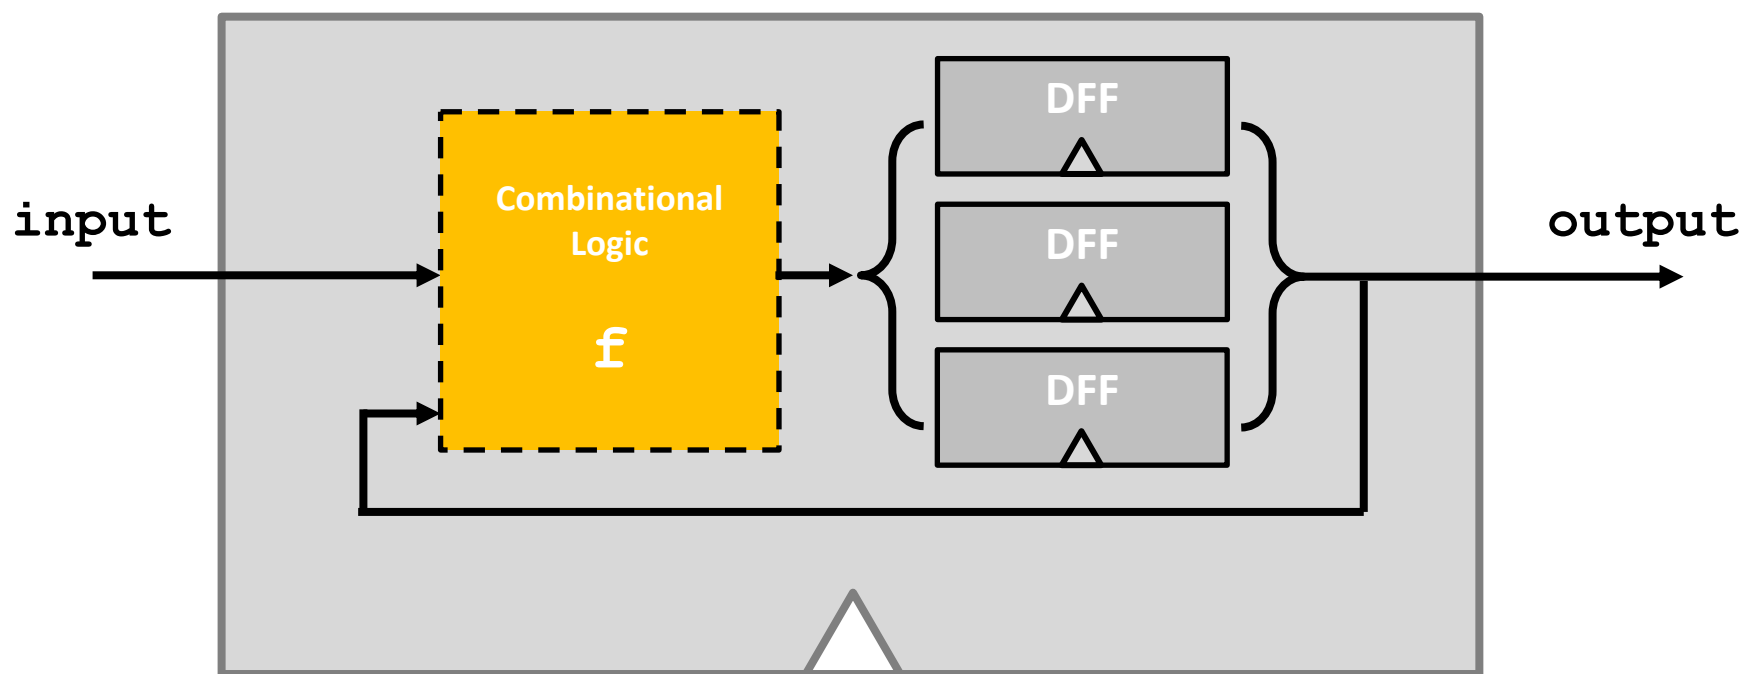 input
Combinational
Logic
f
DFF
DFF
DFF
output